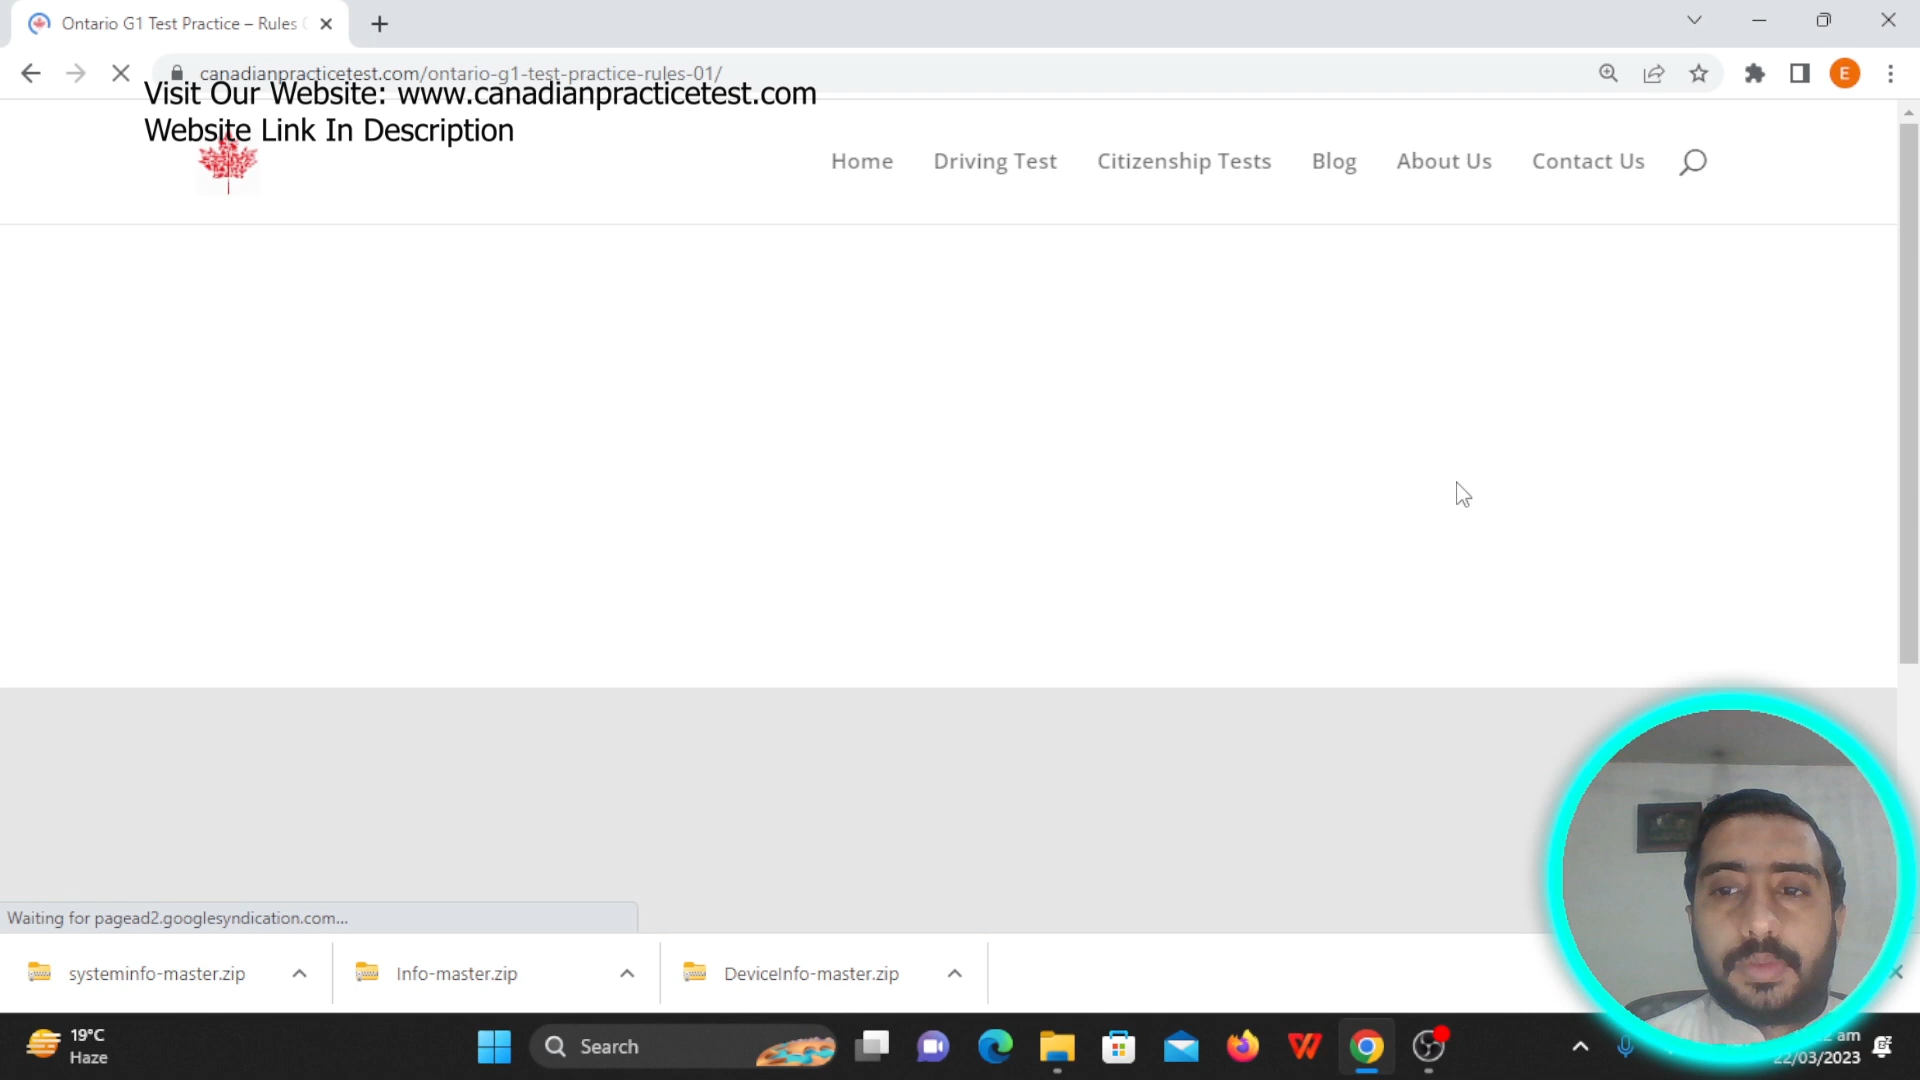 Ontario G1 Test Practice – Rules
canadianpracticetest.com/ontario-g1-test-practice-rules-01/
E
Visit Our Website: www.canadianpracticetest.com
Website Link In Description
Home
Driving Test
Citizenship Tests
Blog
About Us
Contact Us
Waiting for pagead2.googlesyndication.com...
systeminfo-master.zip
Info-master.zip
DeviceInfo-master.zip
19°C
Haze
Search
am
22/03/2023